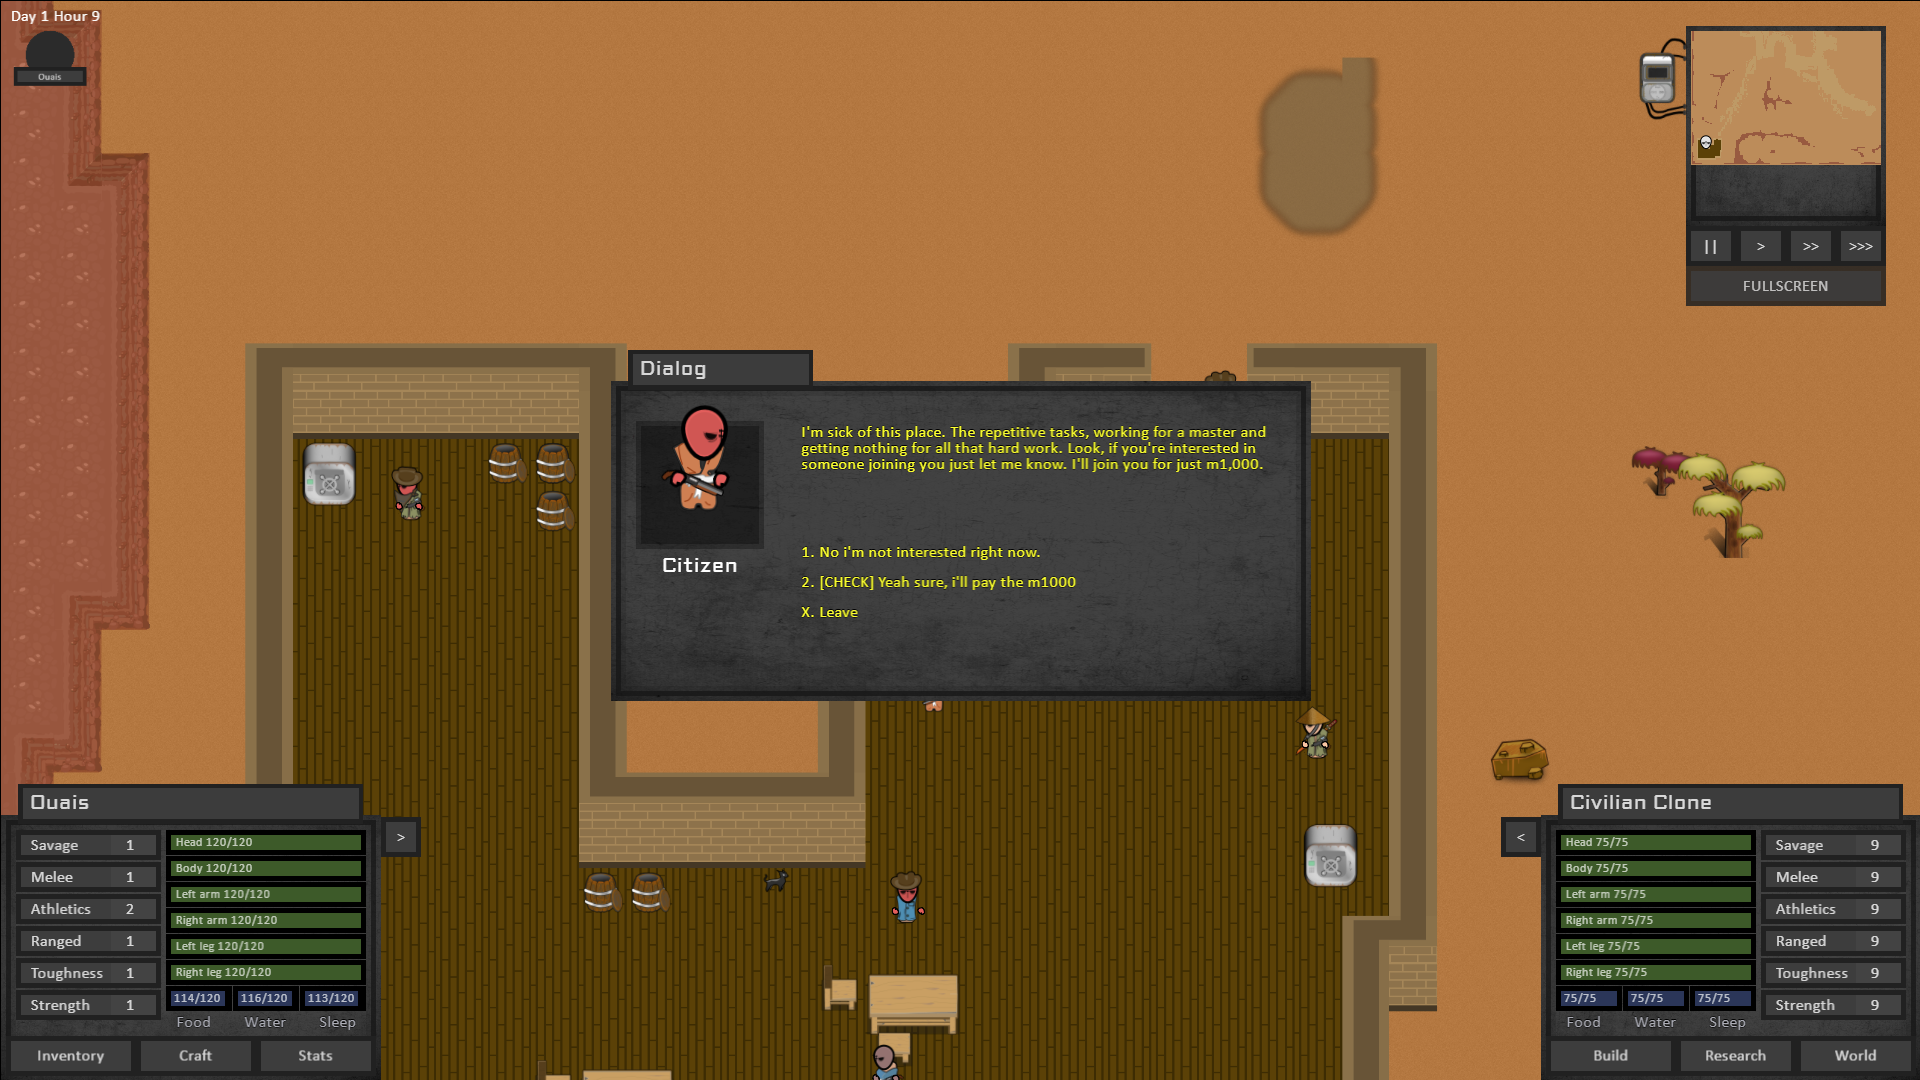 Day 1 Hour 9
Ouais
||
>
>>
>>>
FULLSCREEN
Dialog
I'm sick of this place. The repetitive tasks, working for a master and
getting nothing for all that hard work. Look, if you're interested in
someone joining you just let me know. I'll join you for just m1,000.
Citizen
1. No i'm not interested right now.
2. [CHECK] Yeah sure, i'll pay the m1000
X. Leave
Ouais
>
Savage 1
Melee 1
Athletics 2
Ranged 1
Toughness 1
Strength 1
Head 120/120
Body 120/120
Left arm 120/120
Right arm 120/120
Left leg 120/120
Right leg 120/120
114/120 116/120 113/120
Food Water Sleep
Inventory Craft Stats
Civilian Clone
<
Head 75/75
Body 75/75
Left arm 75/75
Right arm 75/75
Left leg 75/75
Right leg 75/75
75/75 75/75 75/75
Food Water Sleep
Savage 9
Melee 9
Athletics 9
Ranged 9
Toughness 9
Strength 9
Build Research World